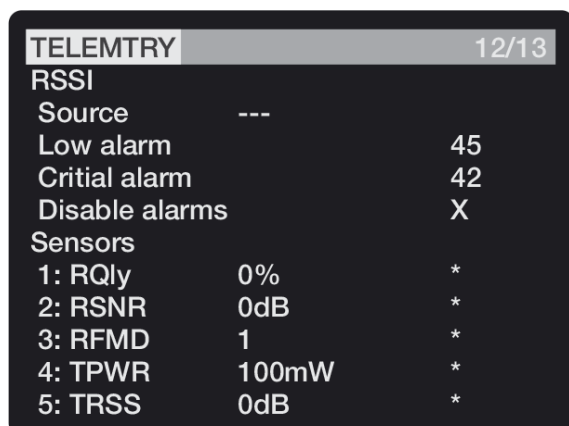 TELEMTRY 12/13
RSSI
Source ---
Low alarm 45
Critial alarm 42
Disable alarms X
Sensors
1: RQly 0% *
2: RSNR 0dB *
3: RFMD 1 *
4: TPWR 100mW *
5: TRSS 0dB *